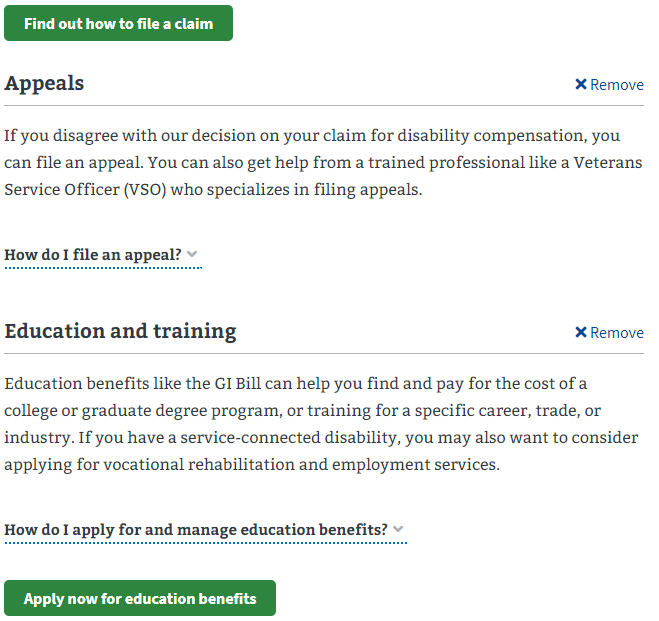 Find out how to file a claim
Appeals
Remove
If you disagree with our decision on your claim for disability compensation, you
can file an appeal. You can also get help from a trained professional like a Veterans
Service Officer (VSO) who specializes in filing appeals.
How do I file an appeal?
Education and training
Remove
Education benefits like the GI Bill can help you find and pay for the cost of a
college or graduate degree program, or training for a specific career, trade, or
industry. If you have a service-connected disability, you may also want to consider
applying for vocational rehabilitation and employment services.
How do I apply for and manage education benefits?
Apply now for education benefits